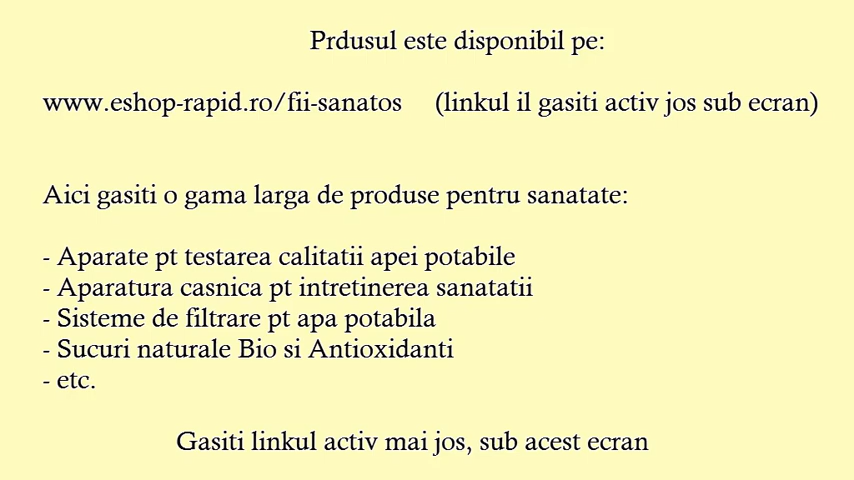 Prdusul este disponibil pe:
www.eshop-rapid.ro/fii-sanatos (linkul il gasiti activ jos sub ecran)
Aici gasiti o gama larga de produse pentru sanatate:
- Aparate pt testarea calitatii apei potabile
- Aparatura casnica pt intretinerea sanatatii
- Sisteme de filtrare pt apa potabila
- Sucuri naturale Bio si Antioxidanti
- etc.
Gasiti linkul activ mai jos, sub acest ecran